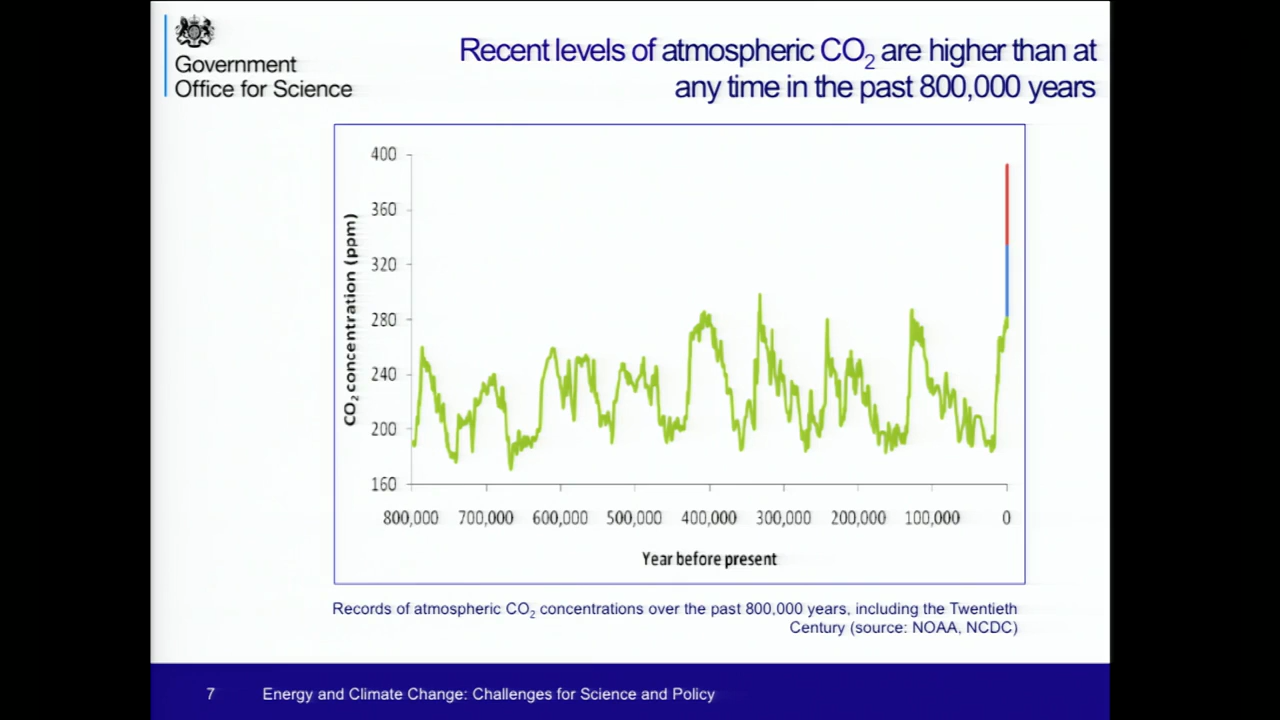 Government
Office for Science
Recent levels of atmospheric CO₂ are higher than at
any time in the past 800,000 years
400
360
320
280
240
200
160
CO₂ concentration (ppm)
800,000 700,000 600,000 500,000 400,000 300,000 200,000 100,000 0
Year before present
Records of atmospheric CO₂ concentrations over the past 800,000 years, including the Twentieth
Century (source: NOAA, NCDC)
7 Energy and Climate Change: Challenges for Science and Policy